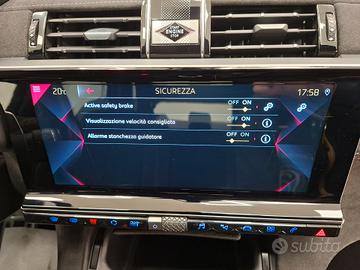 START
ENGINE
STOP
20°C
SICUREZZA
17:58
Active safety brake OFF ON
Visualizzazione velocità consigliata OFF ON
Allarme stanchezza guidatore OFF ON
subito